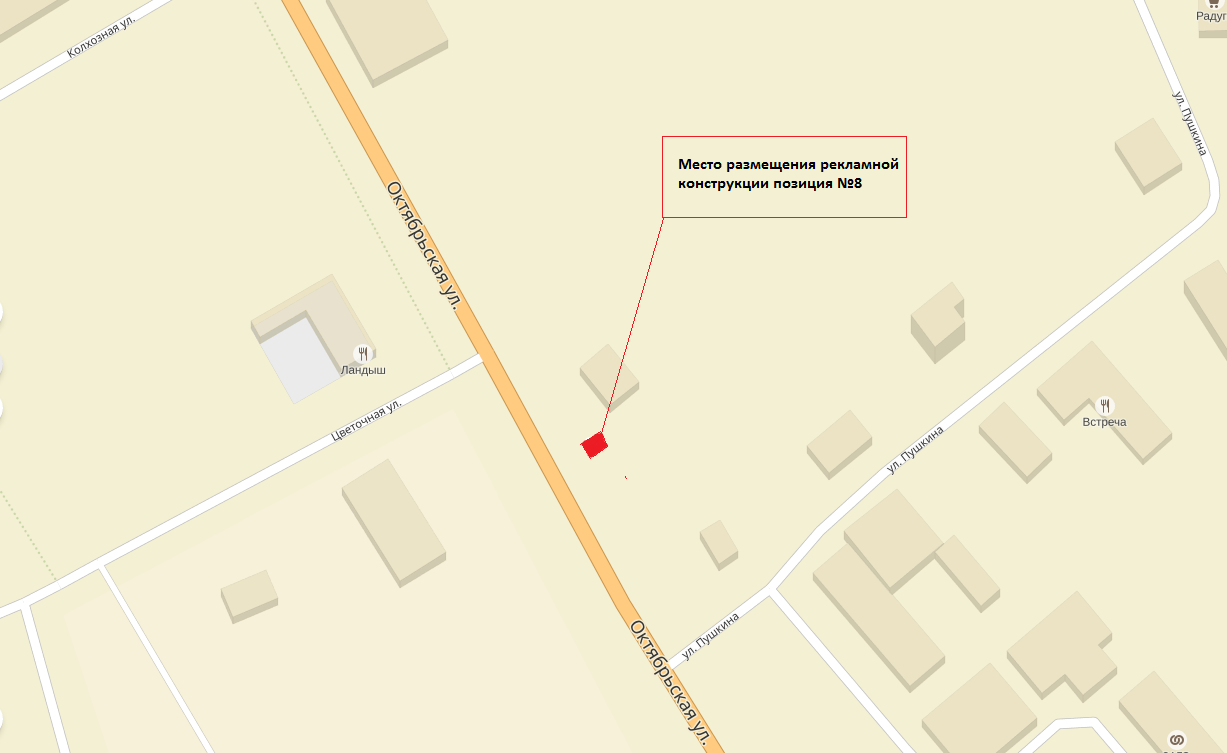 Радуг
Колхозная ул.
ул. Пушкина
Место размещения рекламной
конструкции позиция №8
Октябрьская ул.
Ландыш
Цветочная ул.
Встреча
ул. Пушкина
ул. Пушкина
Октябрьская ул.